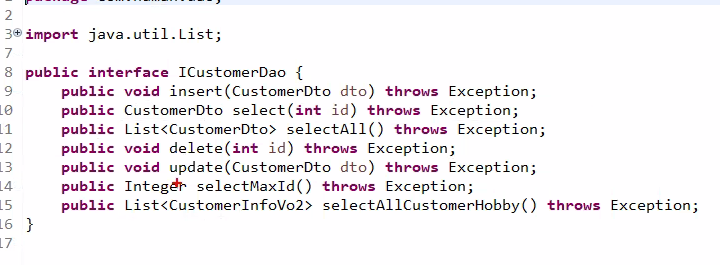 2
3 import java.util.List;
7
8 public interface ICustomerDao {
9 public void insert(CustomerDto dto) throws Exception;
10 public CustomerDto select(int id) throws Exception;
11 public List<CustomerDto> selectAll() throws Exception;
12 public void delete(int id) throws Exception;
13 public void update(CustomerDto dto) throws Exception;
14 public Integer selectMaxId() throws Exception;
15 public List<CustomerInfoVo2> selectAllCustomerHobby() throws Exception;
16 }
17